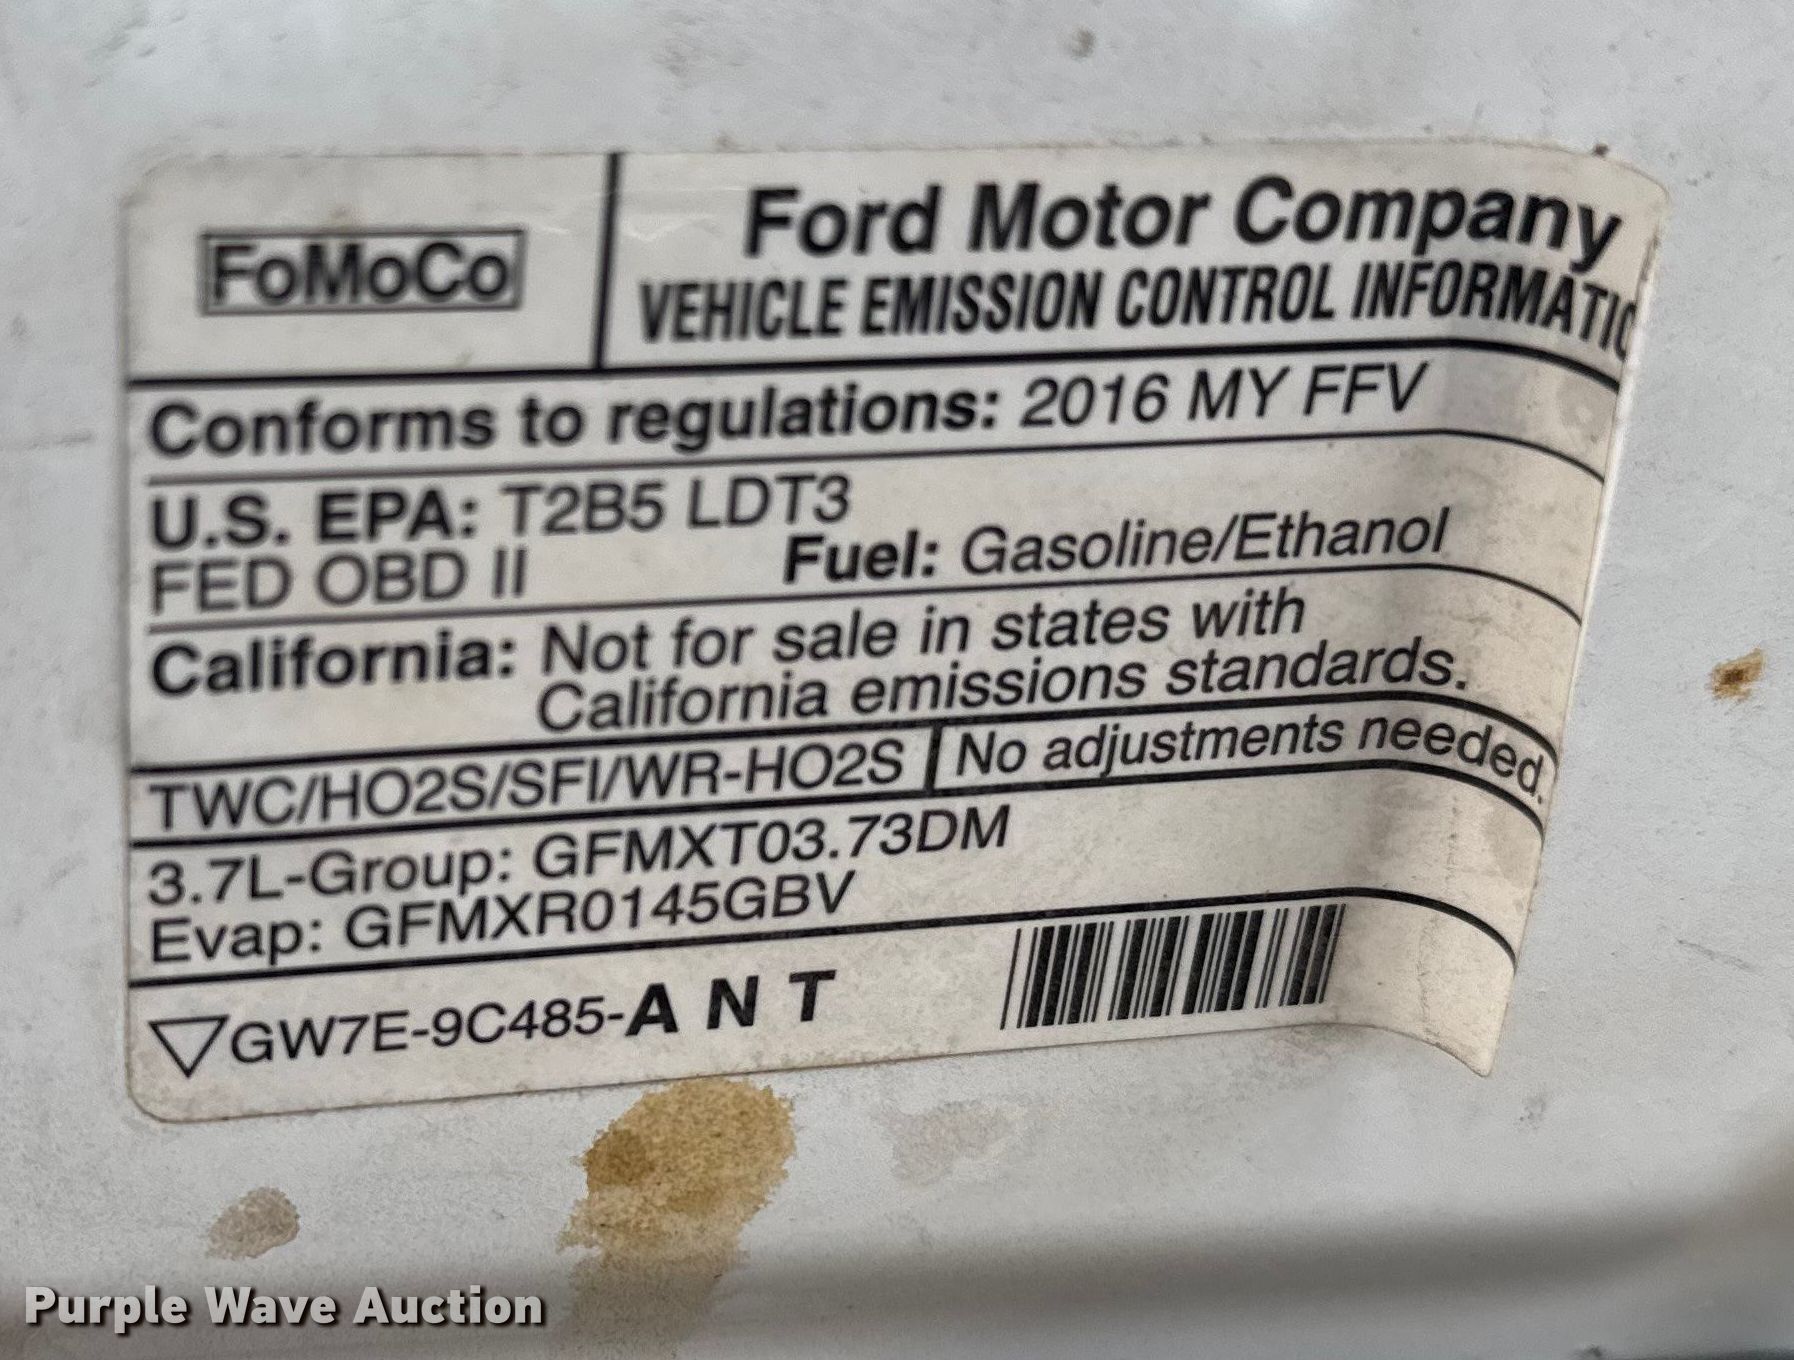 FoMoCo
Ford Motor Company
VEHICLE EMISSION CONTROL INFORMATIO
Conforms to regulations: 2016 MY FFV
U.S. EPA: T2B5 LDT3
FED OBD II Fuel: Gasoline/Ethanol
California: Not for sale in states with
California emissions standards.
TWC/HO2S/SFI/WR-HO2S No adjustments needed.
3.7L-Group: GFMXT03.73DM
Evap: GFMXR0145GBV
GW7E-9C485-A N T
Purple Wave Auction